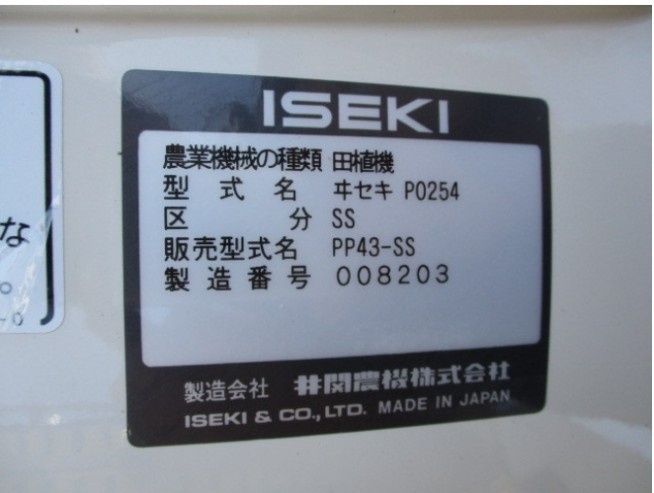 な
。
-0
ISEKI
農業機械の種類 田植機
型式名 ヰセキ P0254
区分 SS
販売型式名 PP43-SS
製造番号 008203
製造会社 井関農機株式会社
ISEKI & CO., LTD. MADE IN JAPAN